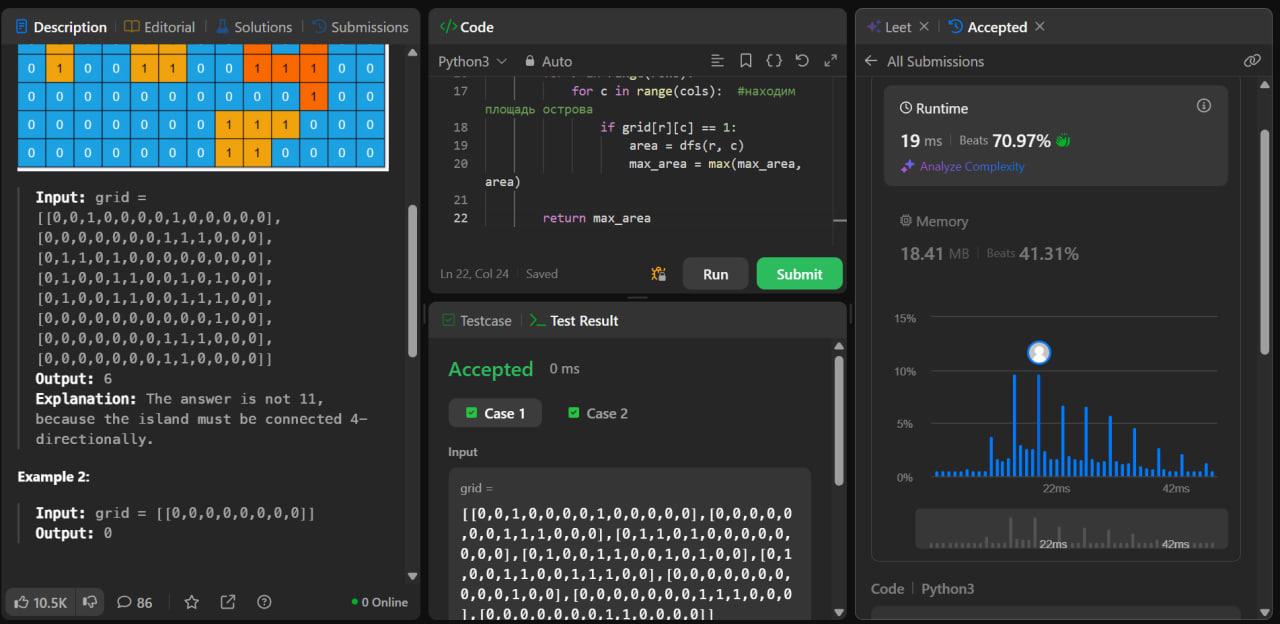 Description
Editorial
Solutions
Submissions
0 1 0 0 1 1 0 0 1 1 1 0 0
0 0 0 0 0 0 0 0 0 0 1 0 0
0 0 0 0 0 0 0 1 1 1 0 0 0
0 0 0 0 0 0 0 1 1 0 0 0 0
Input: grid =
[[0,0,1,0,0,0,0,1,0,0,0,0,0],
[0,0,0,0,0,0,0,1,1,1,0,0,0],
[0,1,1,0,1,0,0,0,0,0,0,0,0],
[0,1,0,0,1,1,0,0,1,0,1,0,0],
[0,1,0,0,1,1,0,0,1,1,1,0,0],
[0,0,0,0,0,0,0,0,0,0,1,0,0],
[0,0,0,0,0,0,0,1,1,1,0,0,0],
[0,0,0,0,0,0,0,1,1,0,0,0,0]]
Output: 6
Explanation: The answer is not 11,
because the island must be connected 4-
directionally.
Example 2:
Input: grid = [[0,0,0,0,0,0,0,0]]
Output: 0
10.5K
86
0 Online
</> Code
Python3
Auto
17 for c in range(cols): #находим
площадь острова
18 if grid[r][c] == 1:
19 area = dfs(r, c)
20 max_area = max(max_area,
area)
21
22 return max_area
Ln 22, Col 24
Saved
Run
Submit
Testcase
Test Result
Accepted 0 ms
Case 1
Case 2
Input
grid =
[[0,0,1,0,0,0,0,1,0,0,0,0,0],[0,0,0,0,0
,0,0,1,1,1,0,0,0],[0,1,1,0,1,0,0,0,0,0,
0,0,0],[0,1,0,0,1,1,0,0,1,0,1,0,0],[0,1
,0,0,1,1,0,0,1,1,1,0,0],[0,0,0,0,0,0,0,
0,0,0,1,0,0],[0,0,0,0,0,0,0,1,1,1,0,0,0
],[0,0,0,0,0,0,0,1,1,0,0,0,0]]
Leet
Accepted
All Submissions
Runtime
19 ms
Beats 70.97%
Analyze Complexity
Memory
18.41 MB
Beats 41.31%
15%
10%
5%
0%
22ms
42ms
22ms
42ms
Code
Python3